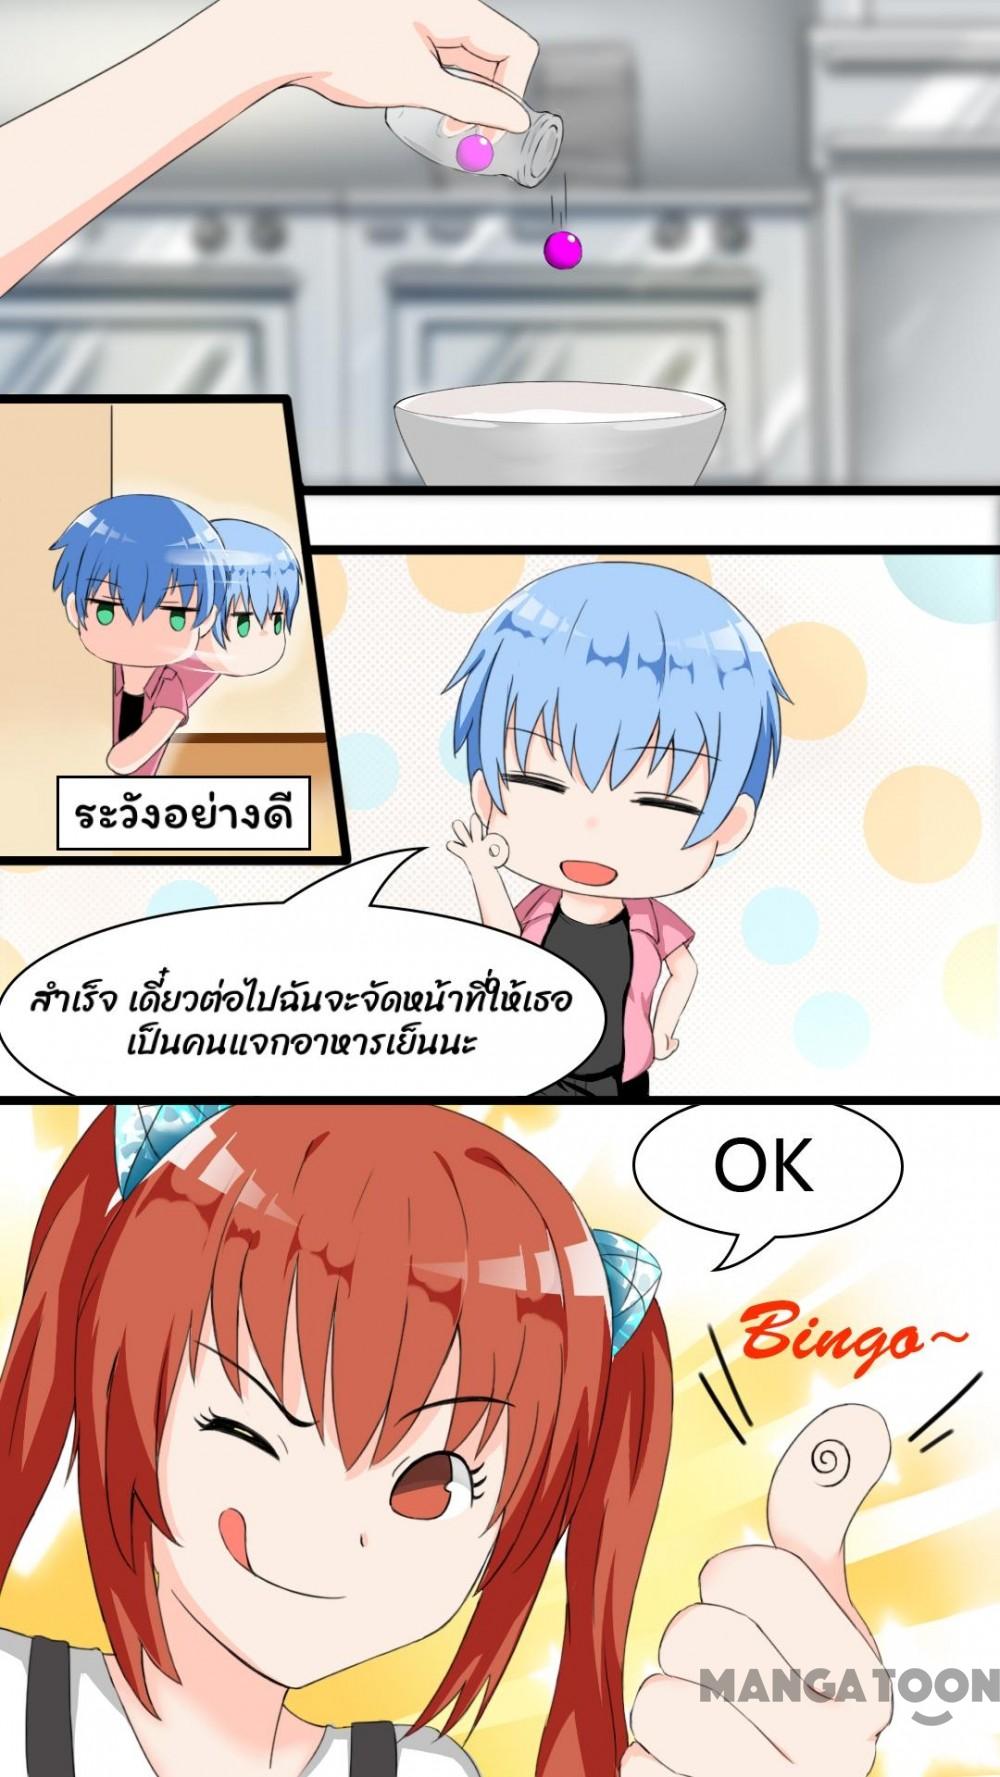 ระวังอย่างดี
สำเร็จ เดี๋ยวต่อไปฉันจะจัดหน้าที่ให้เธอ
เป็นคนแจกอาหารเย็นนะ
OK
Bingo~
MANGATOON